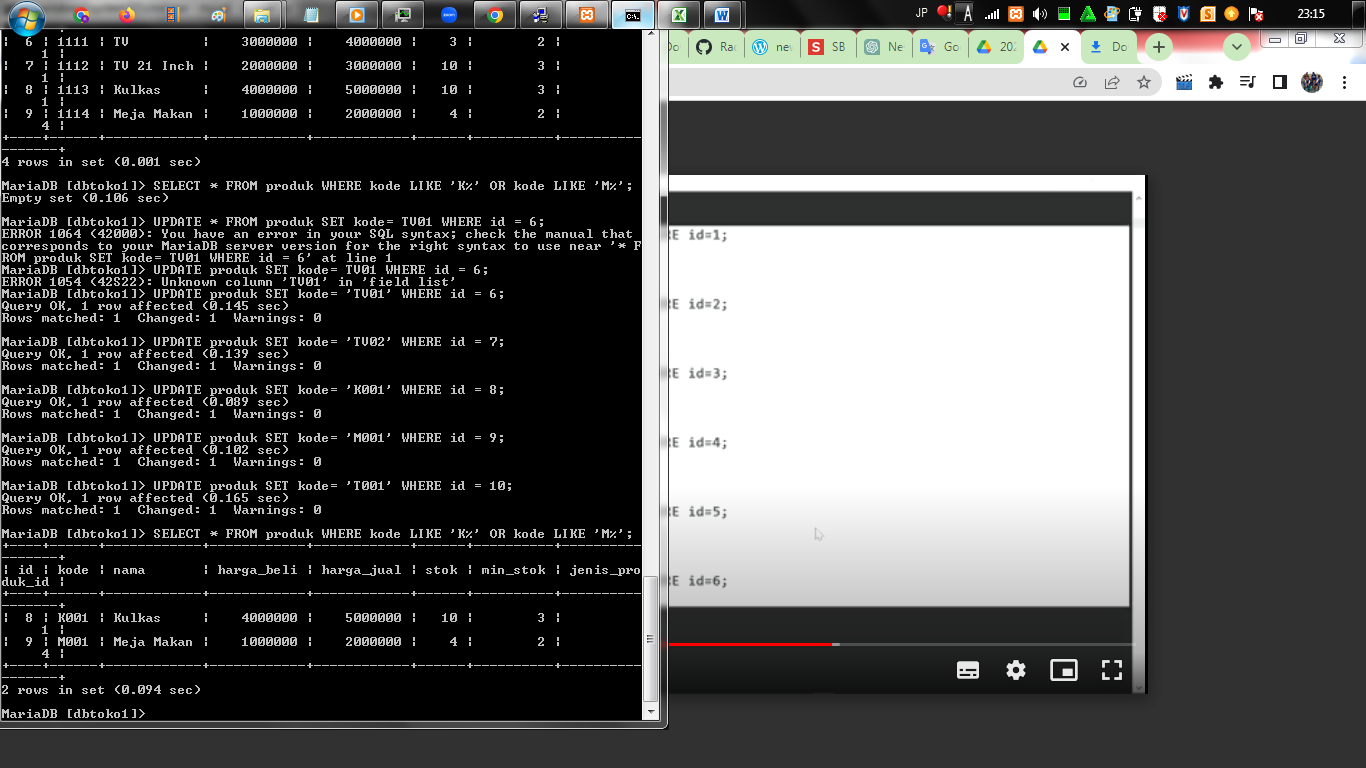 JP
A
23:15
Do
Ra
nev
SB
Ne
Go
202
Do
| 6 | 1111 | TV | 3000000 | 4000000 | 3 | 2 |
1 |
| 7 | 1112 | TV 21 Inch | 2000000 | 3000000 | 10 | 3 |
1 |
| 8 | 1113 | Kulkas | 4000000 | 5000000 | 10 | 3 |
1 |
| 9 | 1114 | Meja Makan | 1000000 | 2000000 | 4 | 2 |
4 |
+----+------+------------+------------+------------+------+----------+----------
-------+
4 rows in set (0.001 sec)
MariaDB [dbtoko1]> SELECT * FROM produk WHERE kode LIKE 'K%' OR kode LIKE 'M%';
Empty set (0.106 sec)
MariaDB [dbtoko1]> UPDATE * FROM produk SET kode= TV01 WHERE id = 6;
ERROR 1064 (42000): You have an error in your SQL syntax; check the manual that
corresponds to your MariaDB server version for the right syntax to use near '* F
ROM produk SET kode= TV01 WHERE id = 6' at line 1
MariaDB [dbtoko1]> UPDATE produk SET kode= TV01 WHERE id = 6;
ERROR 1054 (42S22): Unknown column 'TV01' in 'field list'
MariaDB [dbtoko1]> UPDATE produk SET kode= 'TV01' WHERE id = 6;
Query OK, 1 row affected (0.145 sec)
Rows matched: 1  Changed: 1  Warnings: 0
MariaDB [dbtoko1]> UPDATE produk SET kode= 'TV02' WHERE id = 7;
Query OK, 1 row affected (0.139 sec)
Rows matched: 1  Changed: 1  Warnings: 0
MariaDB [dbtoko1]> UPDATE produk SET kode= 'K001' WHERE id = 8;
Query OK, 1 row affected (0.089 sec)
Rows matched: 1  Changed: 1  Warnings: 0
MariaDB [dbtoko1]> UPDATE produk SET kode= 'M001' WHERE id = 9;
Query OK, 1 row affected (0.102 sec)
Rows matched: 1  Changed: 1  Warnings: 0
MariaDB [dbtoko1]> UPDATE produk SET kode= 'T001' WHERE id = 10;
Query OK, 1 row affected (0.165 sec)
Rows matched: 1  Changed: 1  Warnings: 0
MariaDB [dbtoko1]> SELECT * FROM produk WHERE kode LIKE 'K%' OR kode LIKE 'M%';
+----+------+------------+------------+------------+------+----------+----------
-------+
| id | kode | nama | harga_beli | harga_jual | stok | min_stok | jenis_pro
duk_id |
+----+------+------------+------------+------------+------+----------+----------
-------+
| 8 | K001 | Kulkas | 4000000 | 5000000 | 10 | 3 |
1 |
| 9 | M001 | Meja Makan | 1000000 | 2000000 | 4 | 2 |
4 |
+----+------+------------+------------+------------+------+----------+----------
-------+
2 rows in set (0.094 sec)
MariaDB [dbtoko1]>
RE id=1;
RE id=2;
RE id=3;
RE id=4;
RE id=5;
RE id=6;